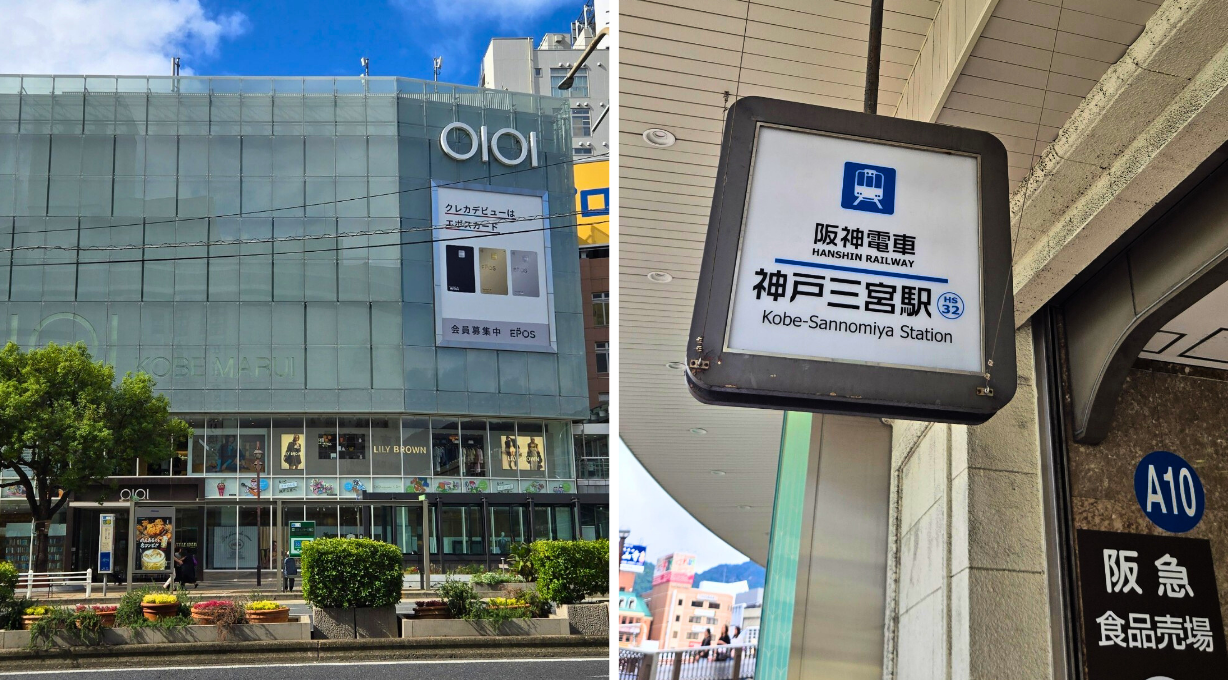 OIOI
クレカデビューは
エポスカード
会員募集中 EPOS
KOBE MARUI
LILY BROWN
OIOI
阪神電車
HANSHIN RAILWAY
神戸三宮駅 HS 32
Kobe-Sannomiya Station
A10
阪急
食品売場